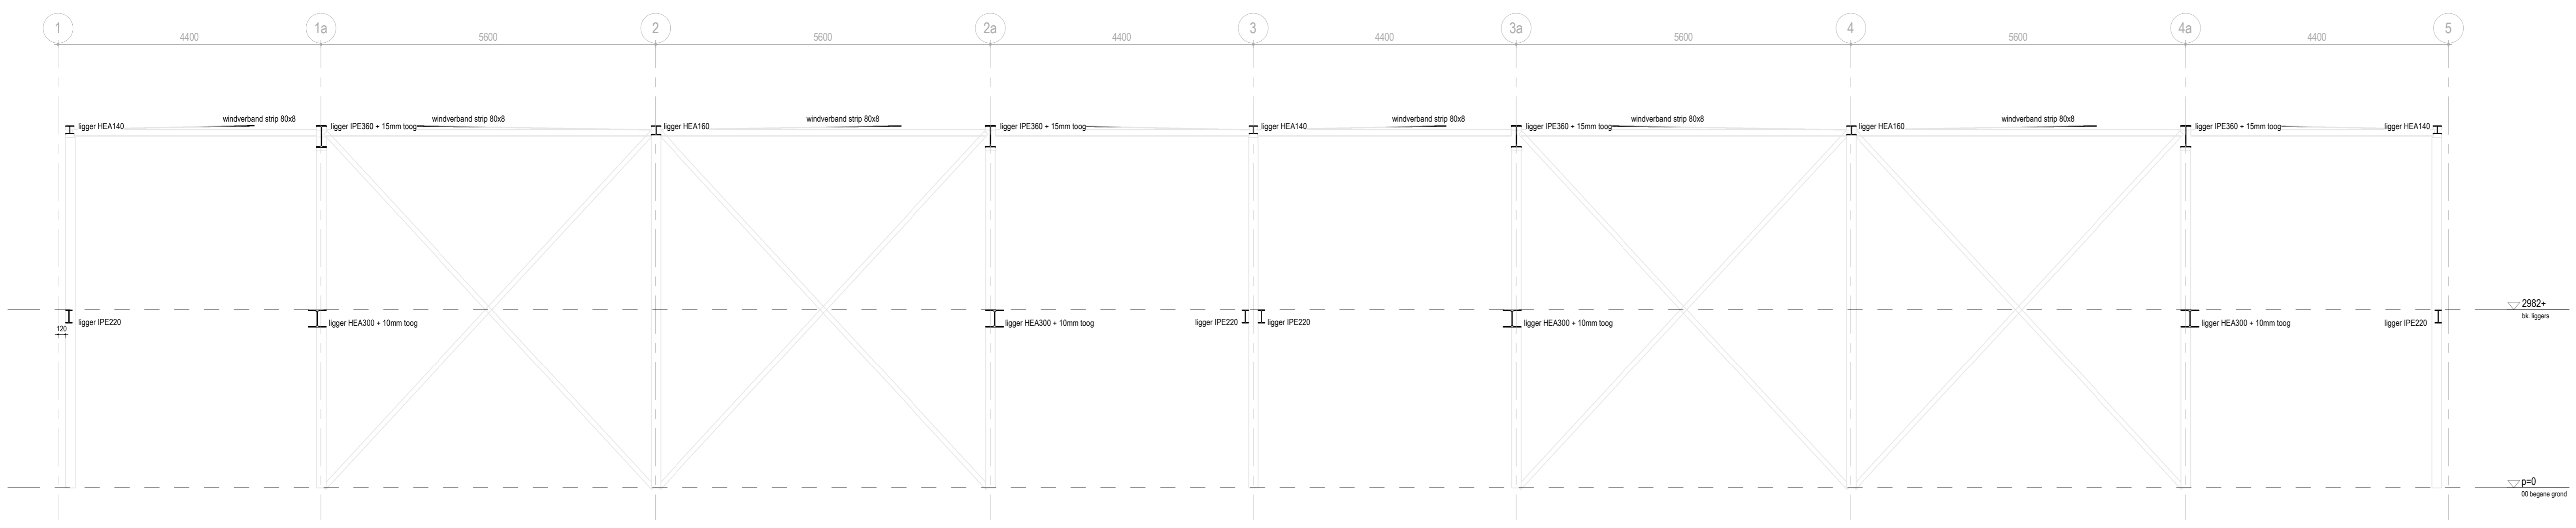 1 1a 2 2a 3 3a 4 4a 5
4400 5600 5600 4400 4400 5600 5600 4400
windverband strip 80x8 windverband strip 80x8 windverband strip 80x8 windverband strip 80x8 windverband strip 80x8 windverband strip 80x8
ligger HEA140 ligger IPE360 + 15mm toog ligger HEA160 ligger IPE360 + 15mm toog ligger HEA140 ligger IPE360 + 15mm toog ligger HEA160 ligger IPE360 + 15mm toog ligger HEA140
2982+
bk. liggers
ligger IPE220 ligger HEA300 + 10mm toog ligger HEA300 + 10mm toog ligger IPE220 ligger IPE220 ligger HEA300 + 10mm toog ligger HEA300 + 10mm toog ligger IPE220
120
p=0
00 begane grond